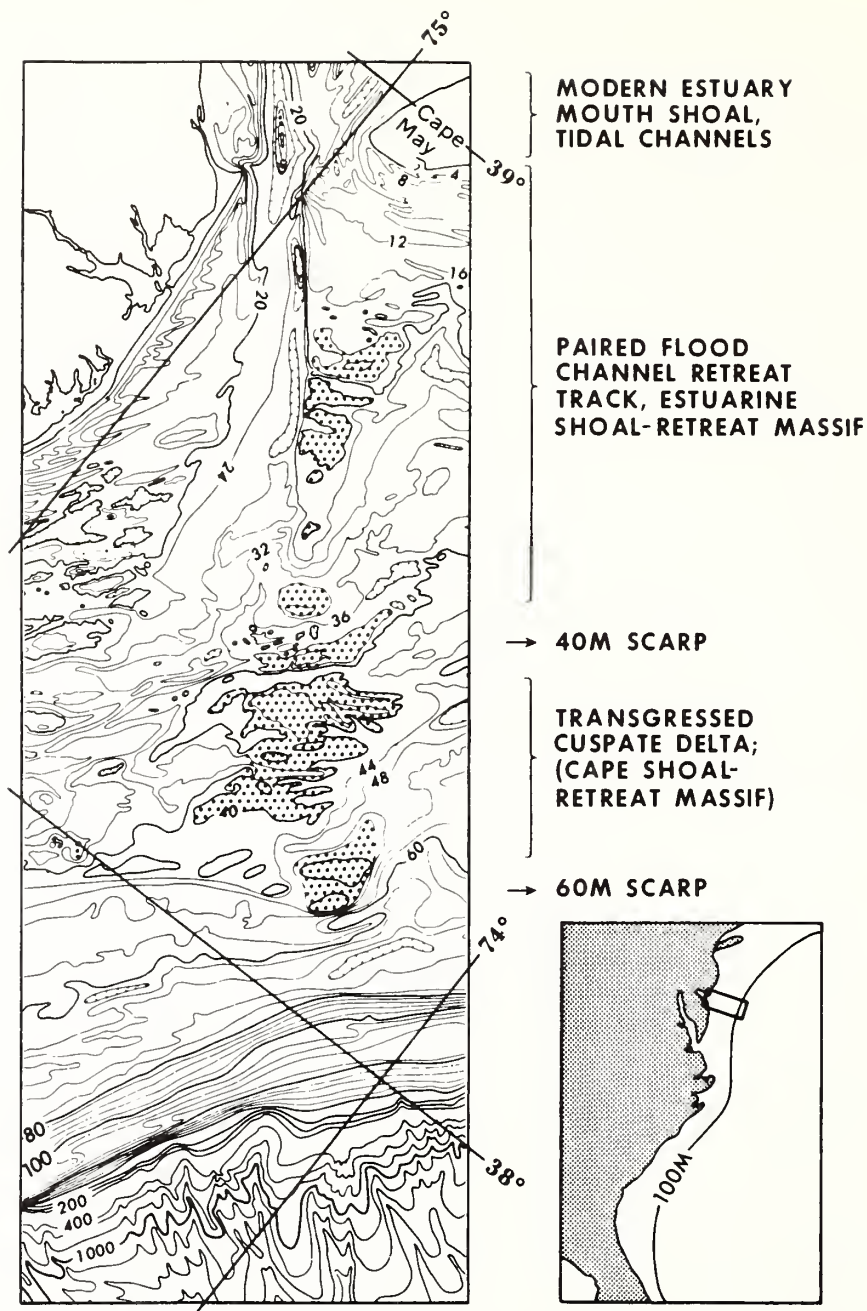 75°
20
Cape
May
39°
8
4
12
16
20
24
32
36
44
48
40
60
74°
80
100
200
400
1000
38°
MODERN ESTUARY
MOUTH SHOAL,
TIDAL CHANNELS
PAIRED FLOOD
CHANNEL RETREAT
TRACK, ESTUARINE
SHOAL-RETREAT MASSIF
→ 40M SCARP
TRANSGRESSED
CUSPATE DELTA;
(CAPE SHOAL-
RETREAT MASSIF)
→ 60M SCARP
100M